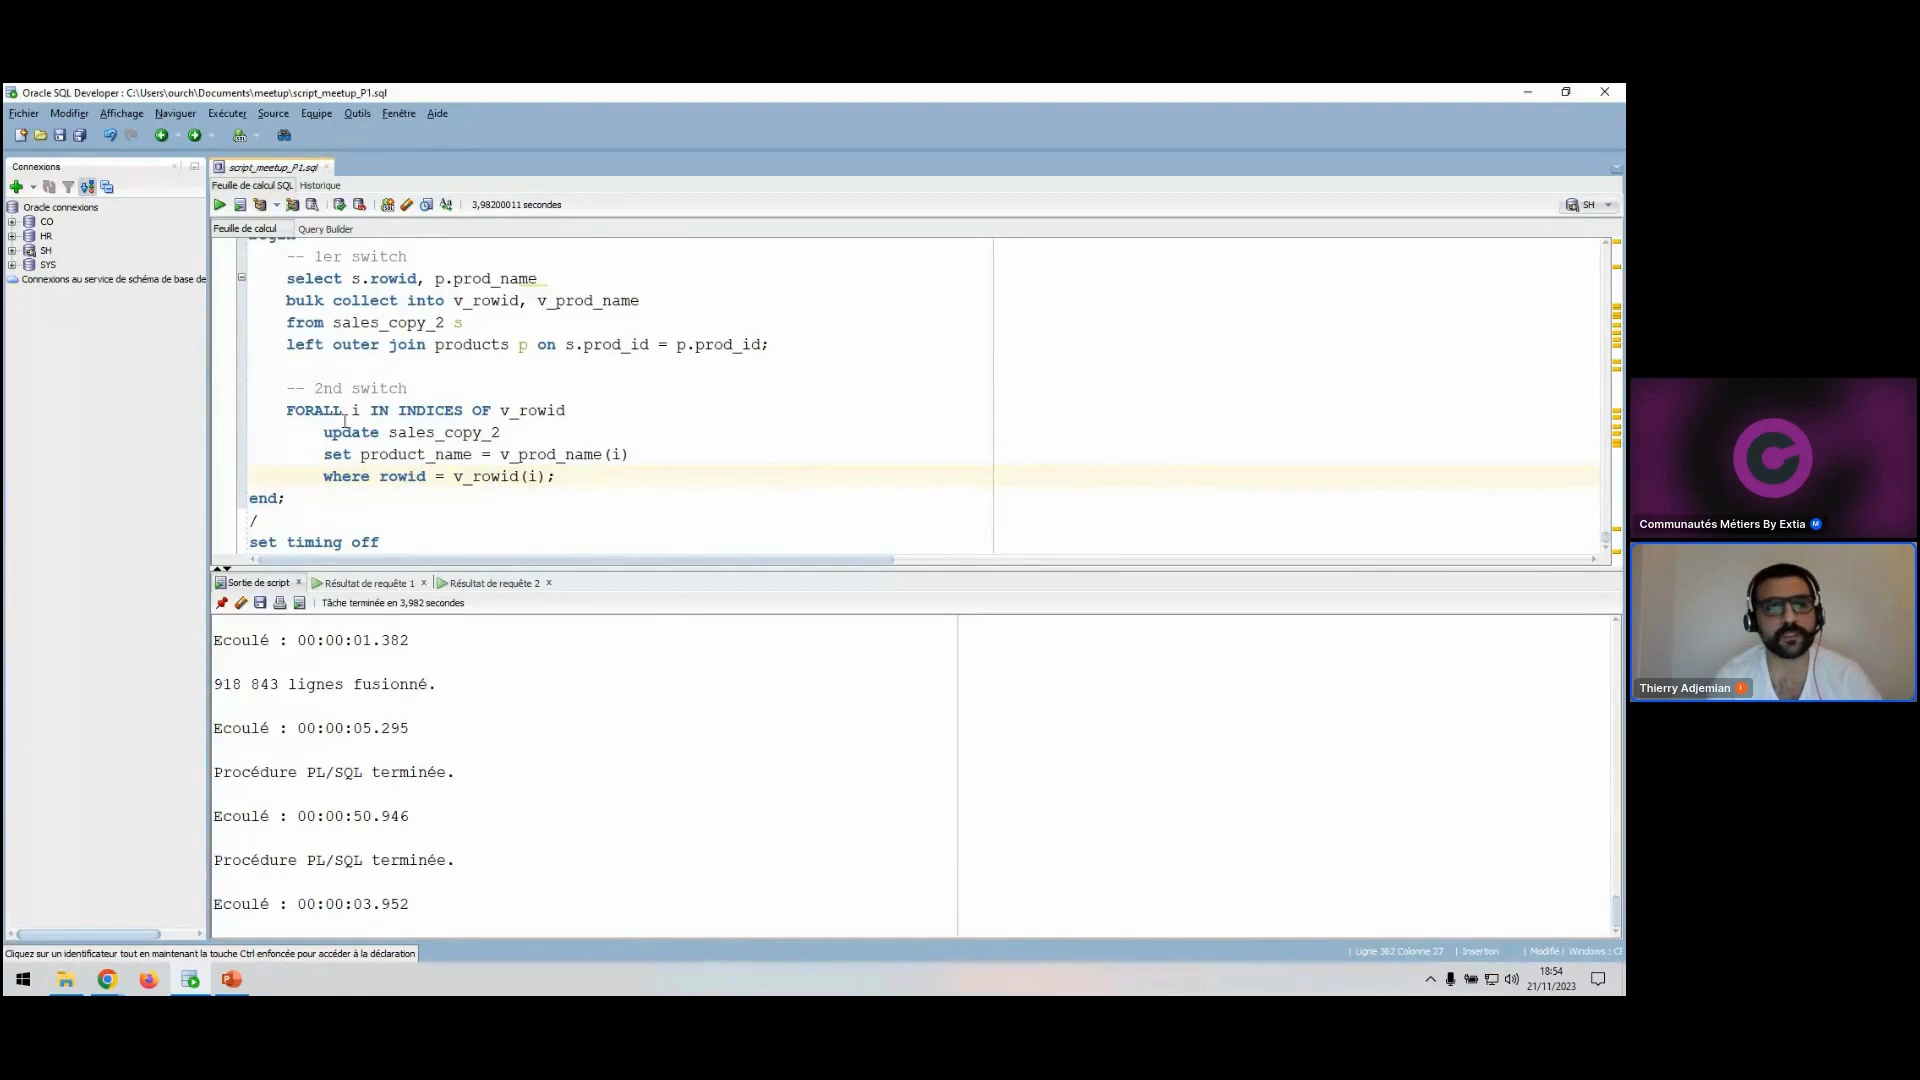 Oracle SQL Developer : C:\Users\ourch\Documents\meetup\script_meetup_P1.sql
Fichier Modifier Affichage Naviguer Exécuter Source Equipe Outils Fenêtre Aide
Connexions
Oracle connexions
CO
HR
SH
SYS
Connexions au service de schéma de base de
script_meetup_P1.sql
Feuille de calcul SQL Historique
3,98200011 secondes
SH
Feuille de calcul Query Builder
begin
-- 1er switch
select s.rowid, p.prod_name
bulk collect into v_rowid, v_prod_name
from sales_copy_2 s
left outer join products p on s.prod_id = p.prod_id;
-- 2nd switch
FORALL i IN INDICES OF v_rowid
update sales_copy_2
set product_name = v_prod_name(i)
where rowid = v_rowid(i);
end;
/
set timing off
Sortie de script Résultat de requête 1 Résultat de requête 2
Tâche terminée en 3,982 secondes
Ecoulé : 00:00:01.382
918 843 lignes fusionné.
Ecoulé : 00:00:05.295
Procédure PL/SQL terminée.
Ecoulé : 00:00:50.946
Procédure PL/SQL terminée.
Ecoulé : 00:00:03.952
Cliquez sur un identificateur tout en maintenant la touche Ctrl enfoncée pour accéder à la déclaration
Ligne 362 Colonne 27 Insertion Modifié Windows :
18:54
21/11/2023
Communautés Métiers By Extia
Thierry Adjemian